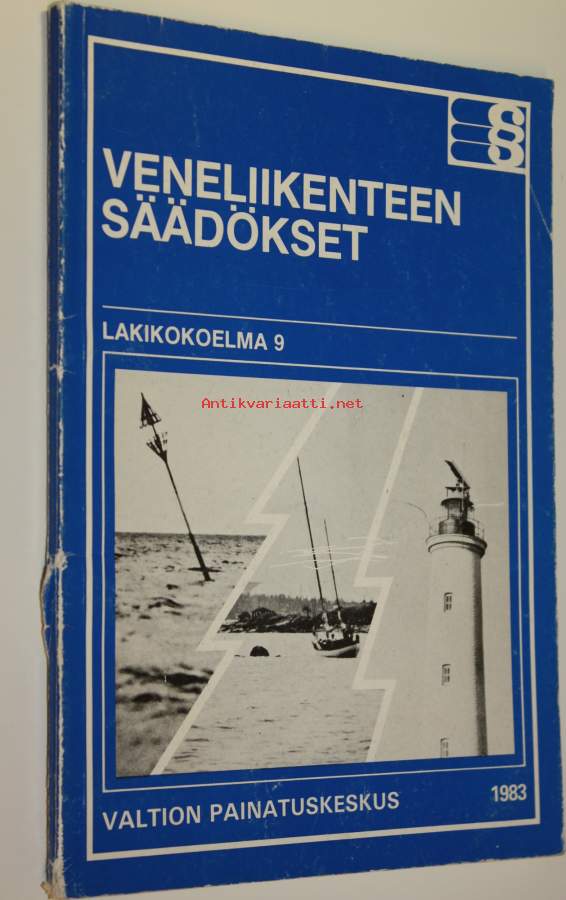 §
VENELIIKENTEEN
SÄÄDÖKSET
LAKIKOKOELMA 9
Antikvariaatti.net
VALTION PAINATUSKESKUS 1983